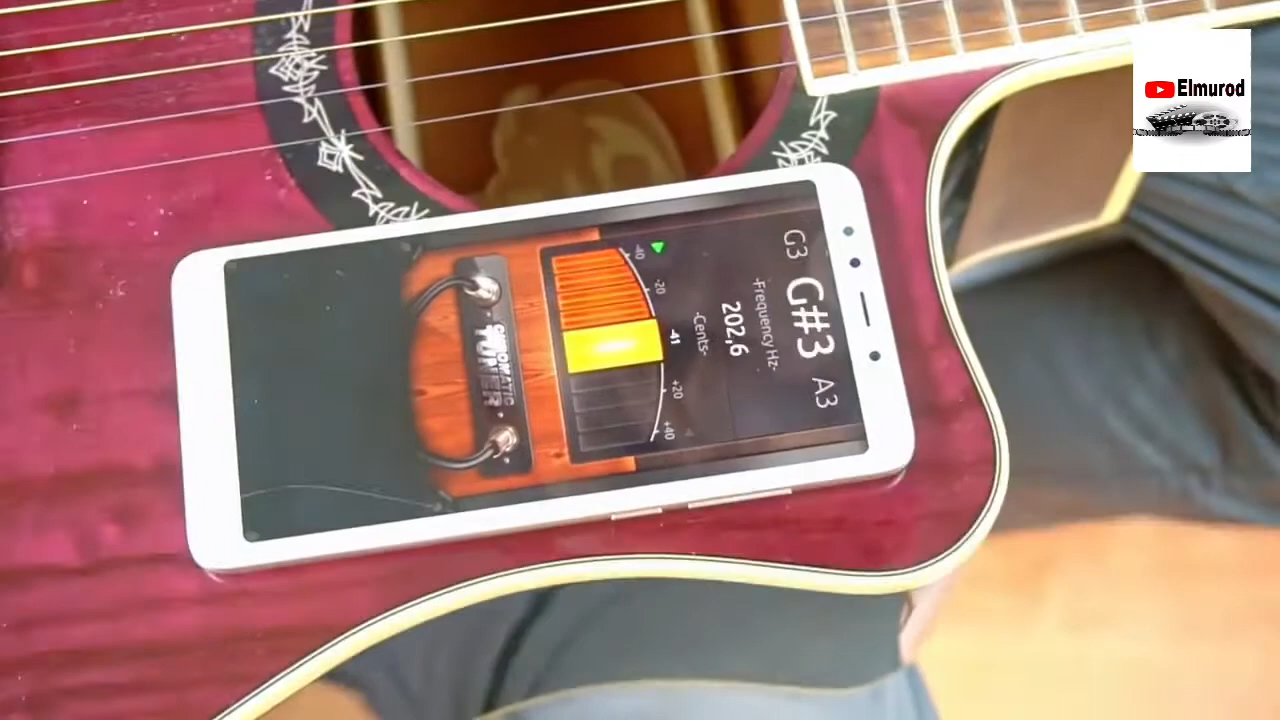 Elmurod
G3 G#3 A3
-Frequency Hz-
202,6
-Cents-
-40 -20 -41 +20 +40
CHROMATIC
TUNER